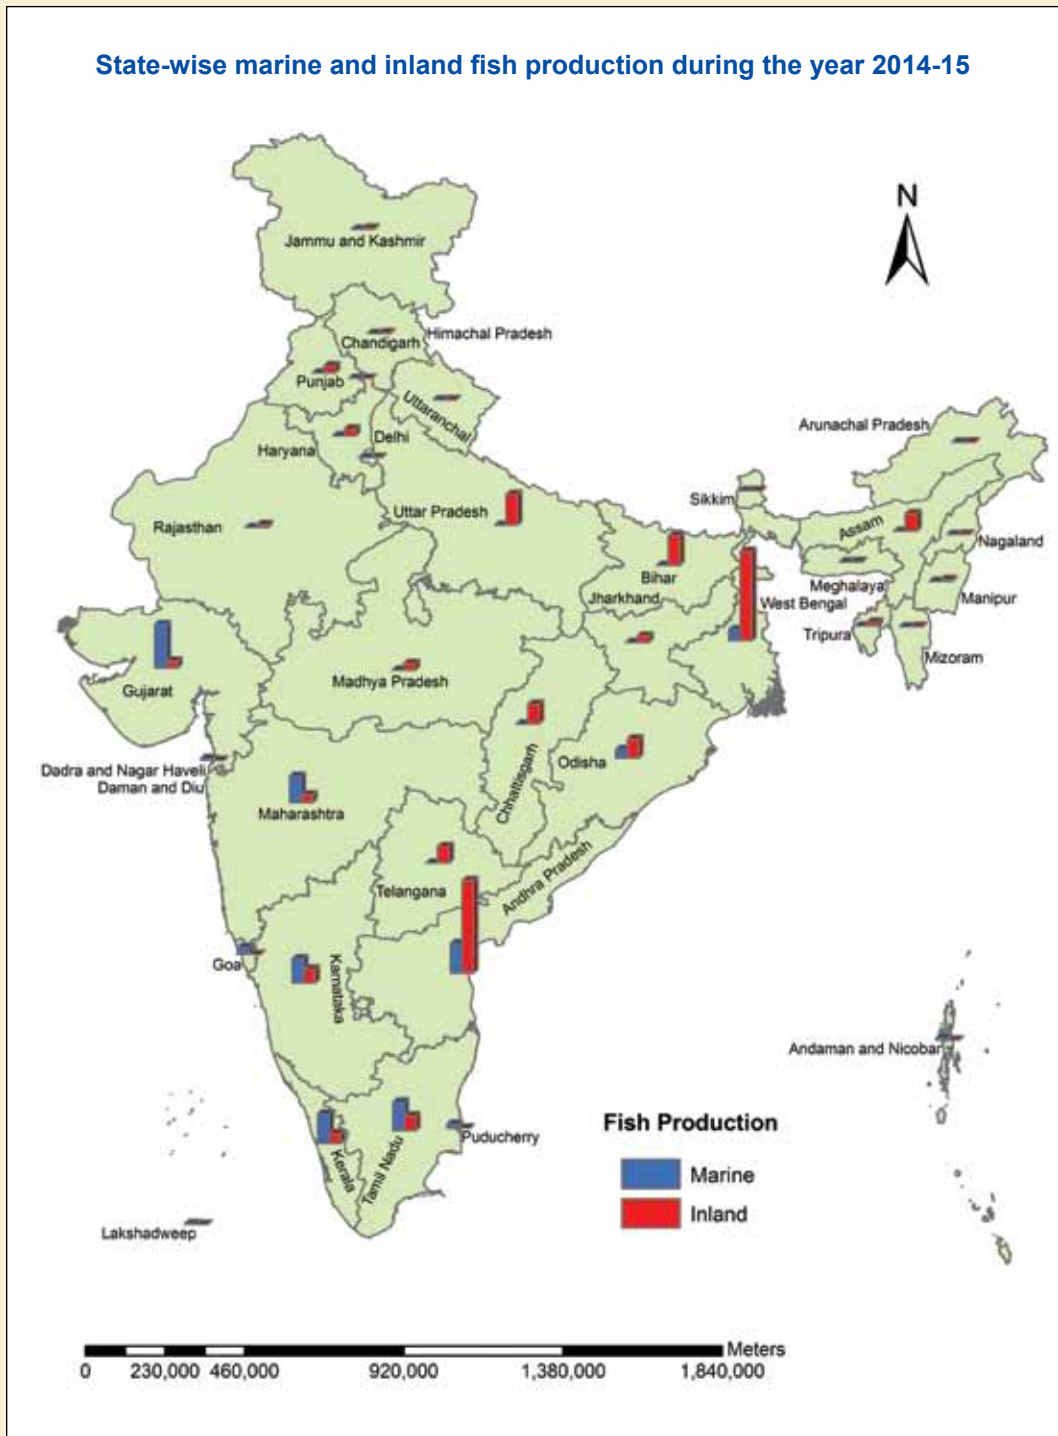 State-wise marine and inland fish production during the year 2014-15
N
Jammu and Kashmir
Himachal Pradesh
Chandigarh
Punjab
Uttaranchal
Arunachal Pradesh
Haryana
Delhi
Sikkim
Uttar Pradesh
Rajasthan
Assam
Nagaland
Bihar
Meghalaya
Jharkhand
West Bengal
Manipur
Tripura
Mizoram
Madhya Pradesh
Gujarat
Chhattisgarh
Odisha
Dadra and Nagar Haveli
Daman and Diu
Maharashtra
Andhra Pradesh
Telangana
Goa
Karnataka
Andaman and Nicobar
Fish Production
Puducherry
Kerala
Tamil Nadu
Marine
Inland
Lakshadweep
Meters
0 230,000 460,000 920,000 1,380,000 1,840,000